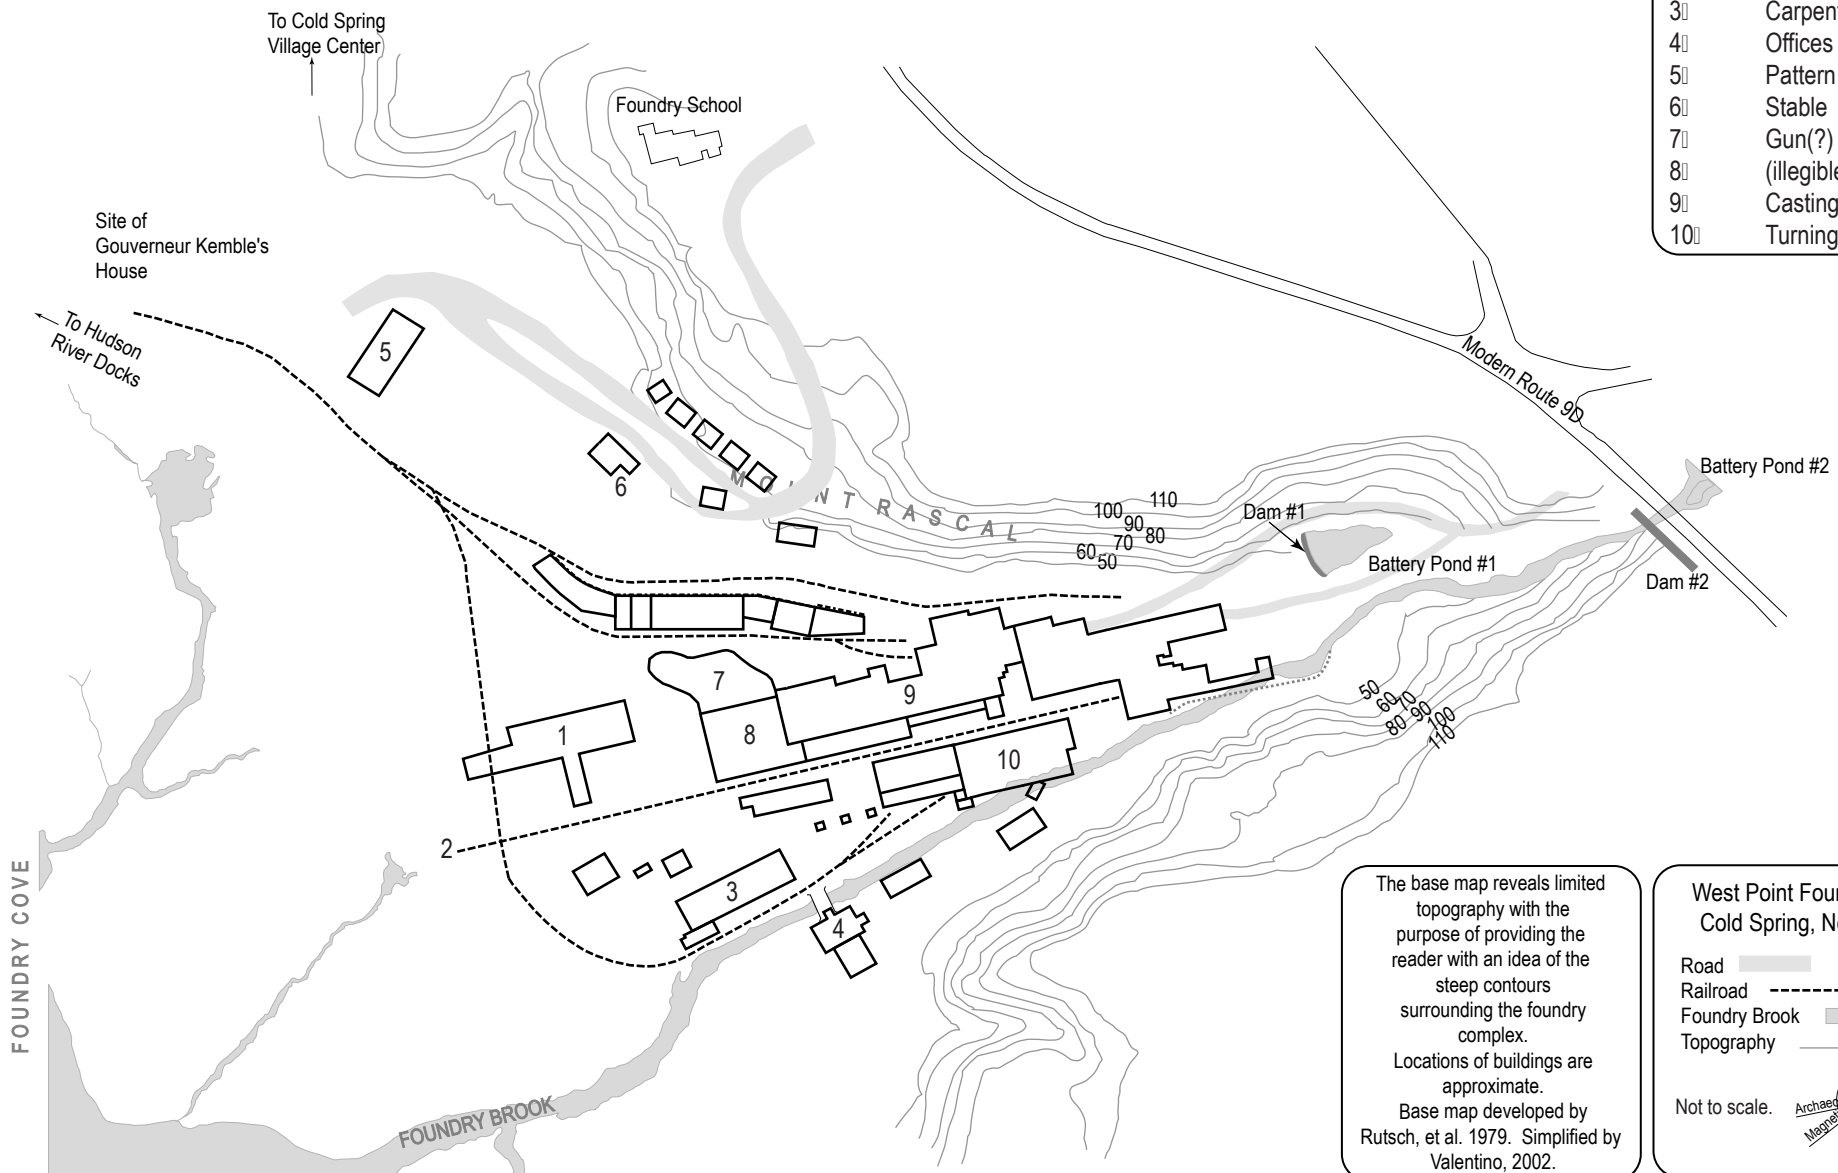 To Cold Spring
Village Center
Foundry School
Site of
Gouverneur Kemble's
House
To Hudson
River Docks
3 Carpen
4 Offices
5 Pattern
6 Stable
7 Gun(?)
8 (illegible
9 Casting
10 Turning
Modern Route 9D
Battery Pond #2
Dam #1
Battery Pond #1
Dam #2
MOUNT RASCAL
110
100
90
80
70
60
50
5
6
7
1
8
9
10
2
3
4
50
60
70
80
90
100
110
FOUNDRY COVE
FOUNDRY BROOK
The base map reveals limited
topography with the
purpose of providing the
reader with an idea of the
steep contours
surrounding the foundry
complex.
Locations of buildings are
approximate.
Base map developed by
Rutsch, et al. 1979. Simplified by
Valentino, 2002.
West Point Foun
Cold Spring, Ne
Road
Railroad
Foundry Brook
Topography
Not to scale.
Archaeo
Magnet